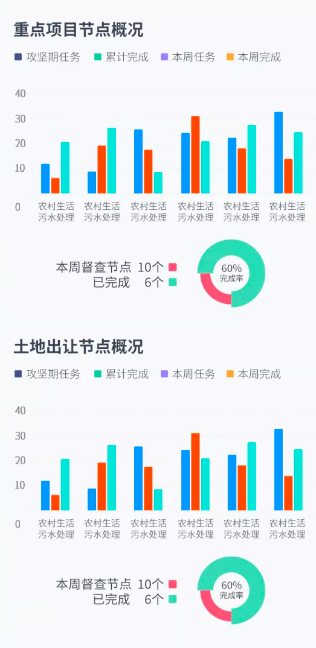 重点项目节点概况
攻坚期任务 累计完成 本周任务 本周完成
40
30
20
10
0
农村生活 农村生活 农村生活 农村生活 农村生活 农村生活
污水处理 污水处理 污水处理 污水处理 污水处理 污水处理
本周督查节点 10个
已完成 6个
60%
完成率
土地出让节点概况
攻坚期任务 累计完成 本周任务 本周完成
40
30
20
10
0
农村生活 农村生活 农村生活 农村生活 农村生活 农村生活
污水处理 污水处理 污水处理 污水处理 污水处理 污水处理
本周督查节点 10个
已完成 6个
60%
完成率